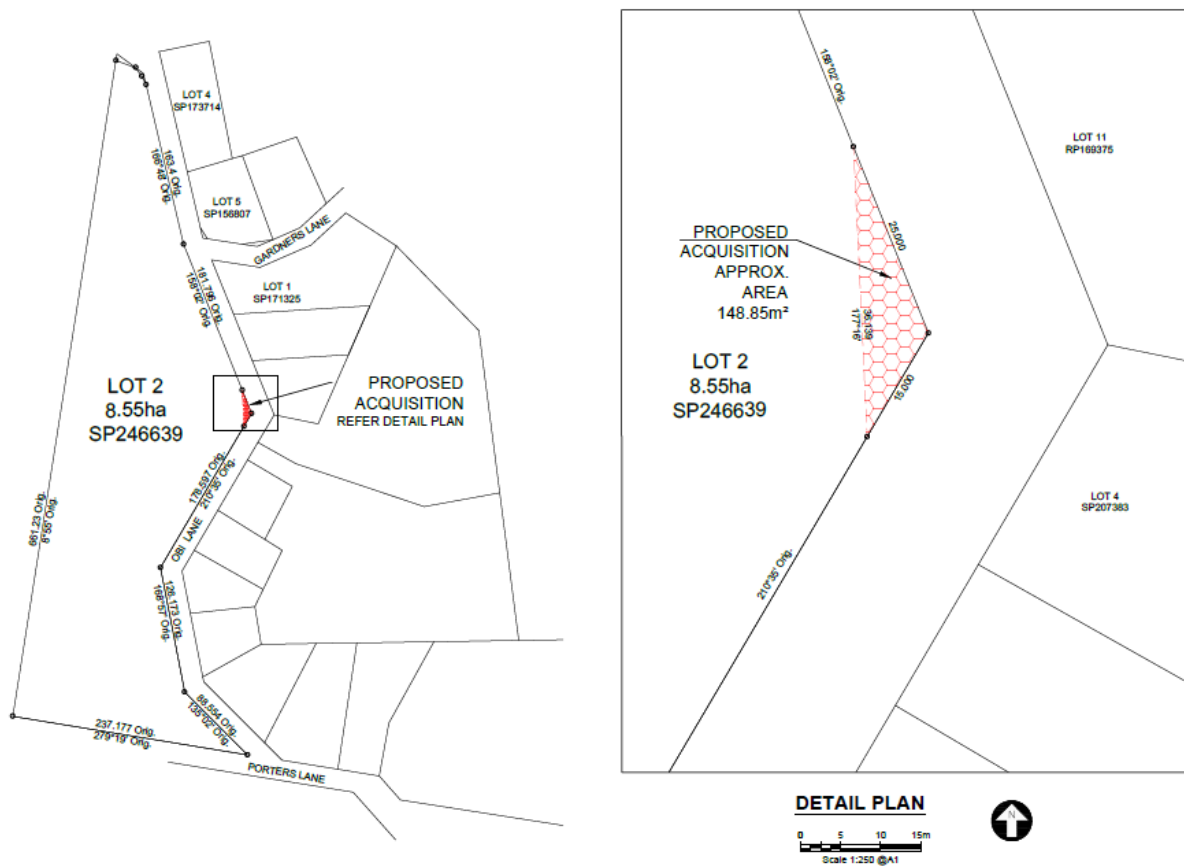 LOT 4
SP173714
163.4 Orig.
166°48' Orig.
LOT 5
SP156807
GARDNERS LANE
181.796 Orig.
158°02' Orig.
LOT 1
SP171325
LOT 2
8.55ha
SP246639
PROPOSED
ACQUISITION
REFER DETAIL PLAN
178.597 Orig.
210°35' Orig.
OBI LANE
661.23 Orig.
8°55' Orig.
126.173 Orig.
168°57' Orig.
88.554 Orig.
135°02' Orig.
237.177 Orig.
279°19' Orig.
PORTERS LANE
158°02' Orig.
LOT 11
RP169375
25.000
PROPOSED
ACQUISITION
APPROX.
AREA
148.85m²
36.139
177°16'
LOT 2
8.55ha
SP246639
15.000
210°35' Orig.
LOT 4
SP207383
DETAIL PLAN
N
0 5 10 15m
Scale 1:250 @A1